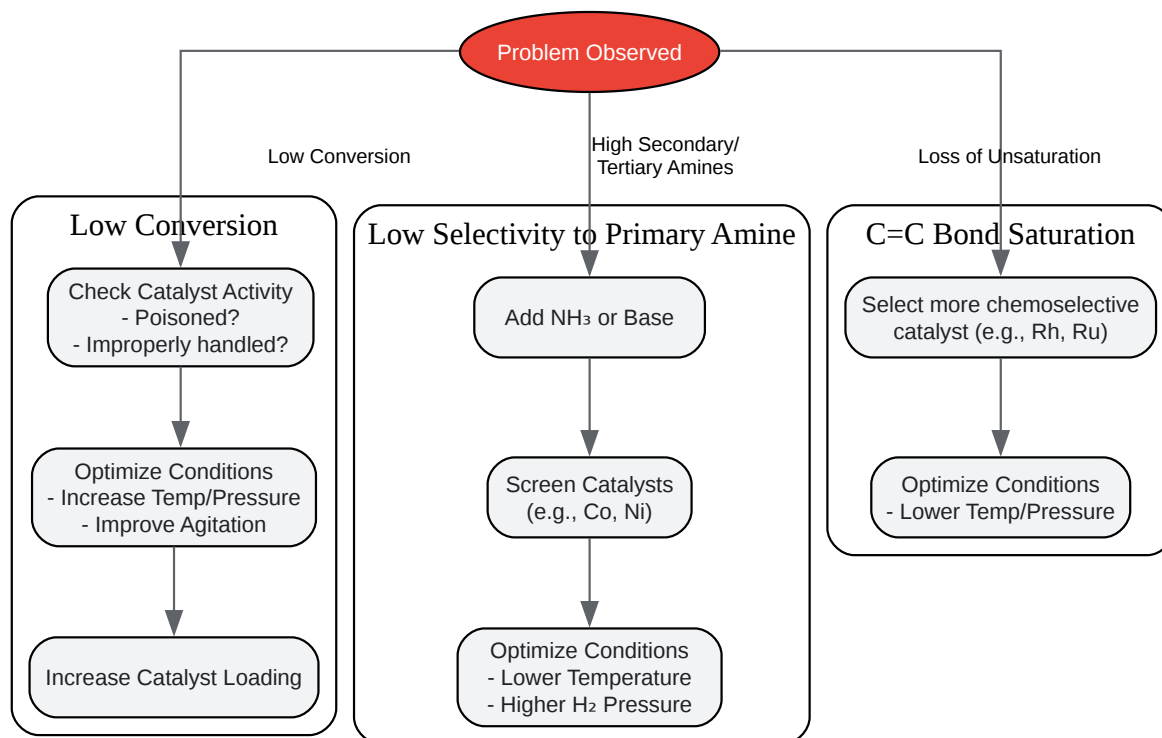 Problem Observed
Low Conversion
High Secondary/
Tertiary Amines
Loss of Unsaturation
Low Conversion
Check Catalyst Activity
- Poisoned?
- Improperly handled?
Optimize Conditions
- Increase Temp/Pressure
- Improve Agitation
Increase Catalyst Loading
Low Selectivity to Primary Amine
Add NH₃ or Base
Screen Catalysts
(e.g., Co, Ni)
Optimize Conditions
- Lower Temperature
- Higher H₂ Pressure
C=C Bond Saturation
Select more chemoselective
catalyst (e.g., Rh, Ru)
Optimize Conditions
- Lower Temp/Pressure